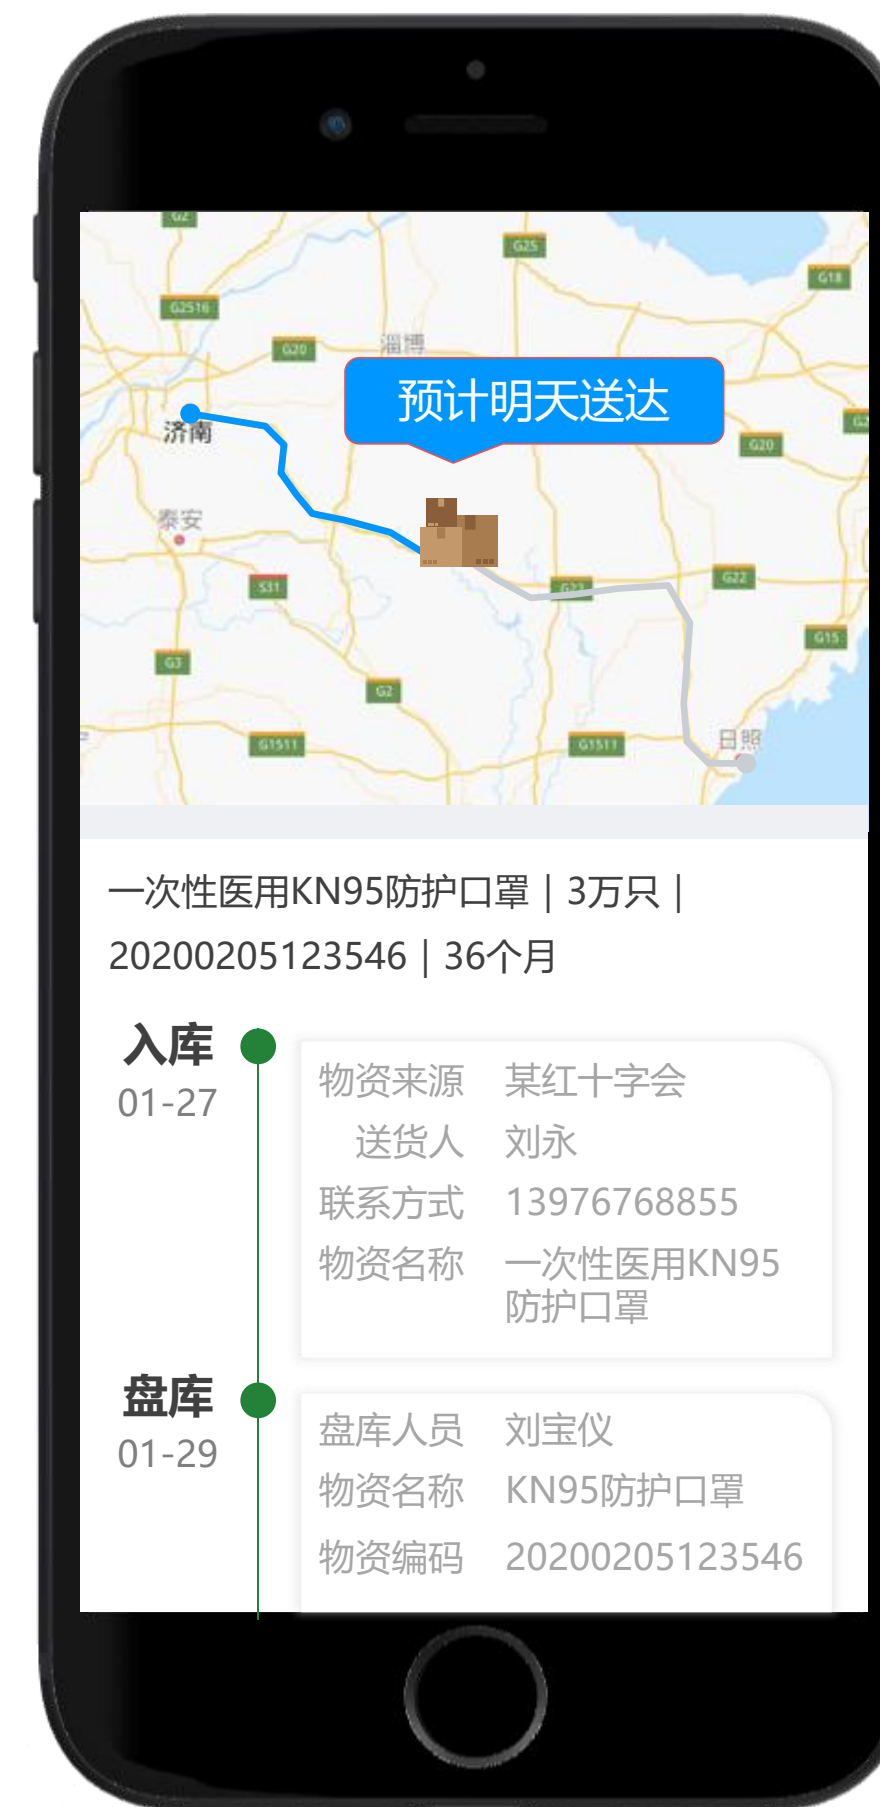 G2
G25
G18
G2516
G20
淄博
预计明天送达
济南
G20
泰安
S31
G22
G22
G15
G3
G2
日照
G1511
G1511
一次性医用KN95防护口罩 | 3万只 |
20200205123546 | 36个月
入库
01-27
物资来源 某红十字会
送货人 刘永
联系方式 13976768855
物资名称 一次性医用KN95
防护口罩
盘库
01-29
盘库人员 刘宝仪
物资名称 KN95防护口罩
物资编码 20200205123546